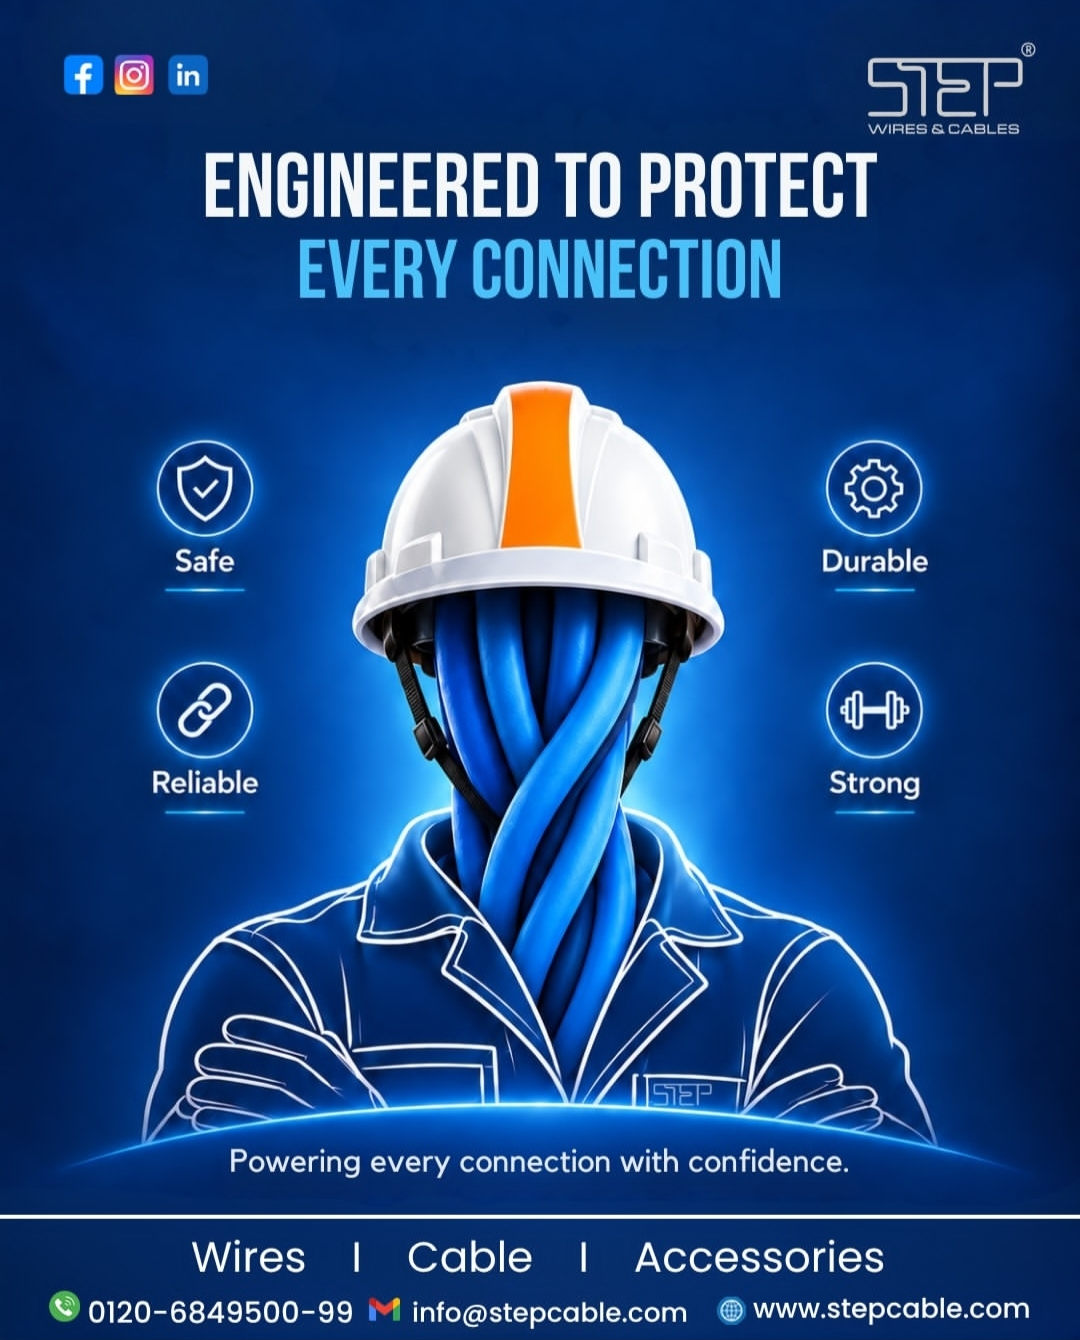 STEP®
WIRES & CABLES
ENGINEERED TO PROTECT
EVERY CONNECTION
Safe
Durable
Reliable
Strong
STEP
Powering every connection with confidence.
Wires | Cable | Accessories
0120-6849500-99 info@stepcable.com www.stepcable.com